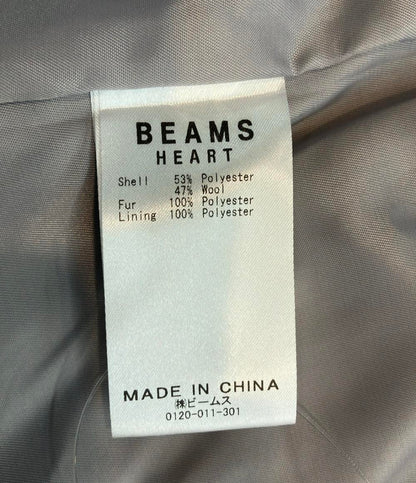 BEAMS
HEART
Shell 53% Polyester
47% Wool
Fur 100% Polyester
Lining 100% Polyester
MADE IN CHINA
㈱ビームス
0120-011-301